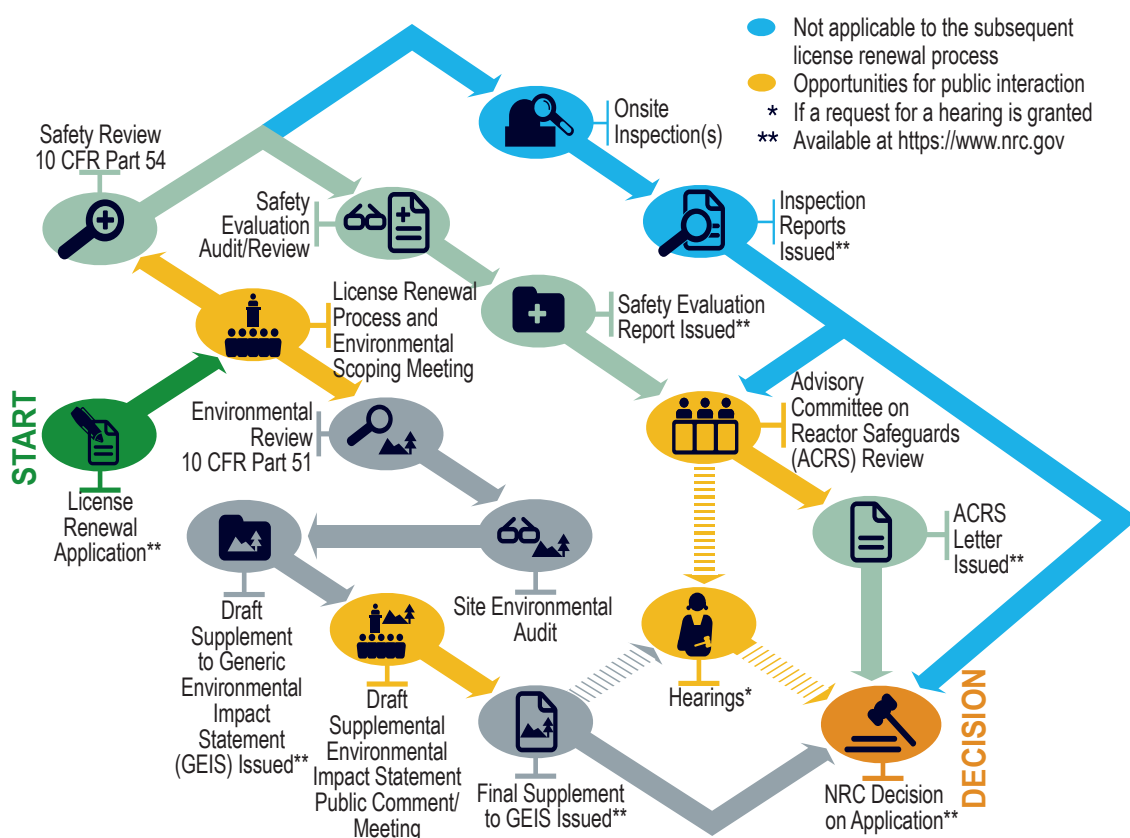 Not applicable to the subsequent
license renewal process
Opportunities for public interaction
* If a request for a hearing is granted
** Available at https://www.nrc.gov
Onsite
Inspection(s)
Safety Review
10 CFR Part 54
Safety
Evaluation
Audit/Review
Inspection
Reports
Issued**
License Renewal
Process and
Environmental
Scoping Meeting
Safety Evaluation
Report Issued**
START
License
Renewal
Application**
Environmental
Review
10 CFR Part 51
Advisory
Committee on
Reactor Safeguards
(ACRS) Review
ACRS
Letter
Issued**
Site Environmental
Audit
Draft
Supplement
to Generic
Environmental
Impact
Statement
(GEIS) Issued**
Draft
Supplemental
Environmental
Impact Statement
Public Comment/
Meeting
Hearings*
Final Supplement
to GEIS Issued**
DECISION
NRC Decision
on Application**